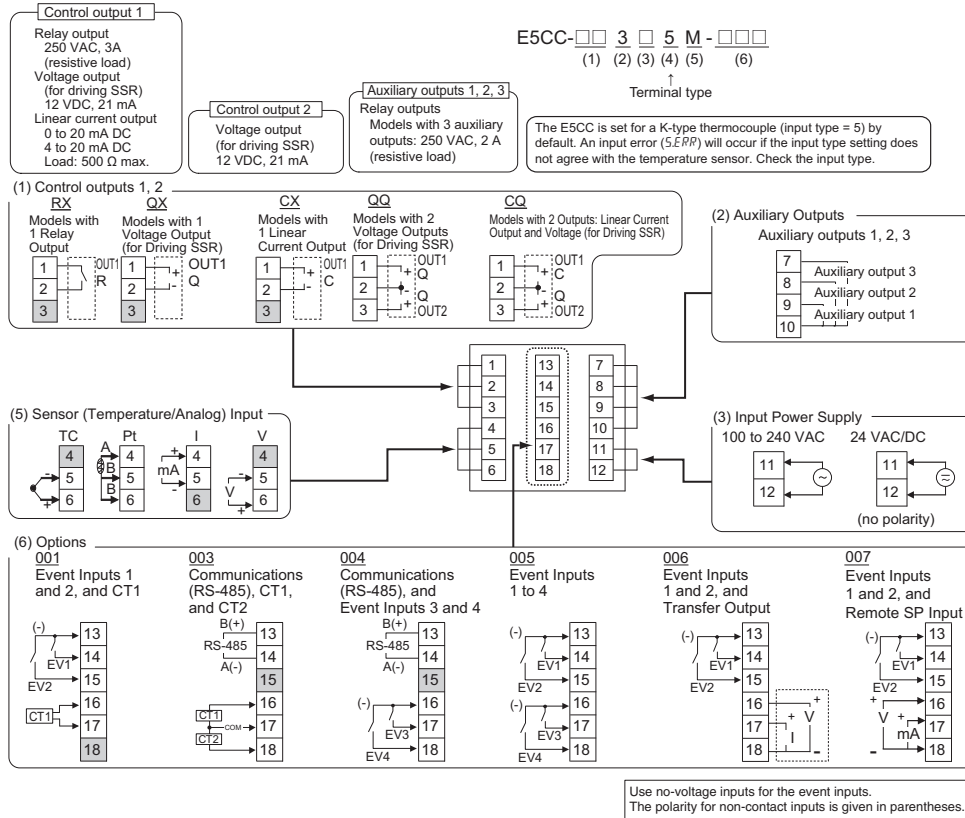 Control output 1
Relay output
250 VAC, 3A
(resistive load)
Voltage output
(for driving SSR)
12 VDC, 21 mA
Linear current output
0 to 20 mA DC
4 to 20 mA DC
Load: 500 Ω max.
Control output 2
Voltage output
(for driving SSR)
12 VDC, 21 mA
Auxiliary outputs 1, 2, 3
Relay outputs
Models with 3 auxiliary
outputs: 250 VAC, 2 A
(resistive load)
E5CC-□□ 3 □ 5 M - □□□
(1) (2) (3) (4) (5) (6)
↑
Terminal type
The E5CC is set for a K-type thermocouple (input type = 5) by
default. An input error (S.ERR) will occur if the input type setting does
not agree with the temperature sensor. Check the input type.
(1) Control outputs 1, 2
RX
Models with
1 Relay
Output
1
2
3
OUT1
R
QX
Models with 1
Voltage Output
(for Driving SSR)
1
2
3
+
-
OUT1
Q
CX
Models with
1 Linear
Current Output
1
2
3
+
-
OUT1
C
QQ
Models with 2
Voltage Outputs
(for Driving SSR)
1
2
3
+
-
+
OUT1
Q
Q
OUT2
CQ
Models with 2 Outputs: Linear Current
Output and Voltage (for Driving SSR)
1
2
3
+
-
+
OUT1
C
Q
OUT2
(2) Auxiliary Outputs
Auxiliary outputs 1, 2, 3
7
8
9
10
Auxiliary output 3
Auxiliary output 2
Auxiliary output 1
1 13 7
2 14 8
3 15 9
4 16 10
5 17 11
6 18 12
(5) Sensor (Temperature/Analog) Input
TC
4
5
6
-
+
Pt
4
5
6
A
B
B
I
4
5
6
+
mA
-
V
4
5
6
-
V
+
(3) Input Power Supply
100 to 240 VAC
11
12
24 VAC/DC
11
12
(no polarity)
(6) Options
001
Event Inputs 1
and 2, and CT1
(-)
EV1
EV2
CT1
13
14
15
16
17
18
003
Communications
(RS-485), CT1,
and CT2
B(+)
RS-485
A(-)
CT1
COM
CT2
13
14
15
16
17
18
004
Communications
(RS-485), and
Event Inputs 3 and 4
B(+)
RS-485
A(-)
(-)
EV3
EV4
13
14
15
16
17
18
005
Event Inputs
1 to 4
(-)
EV1
EV2
(-)
EV3
EV4
13
14
15
16
17
18
006
Event Inputs
1 and 2, and
Transfer Output
(-)
EV1
EV2
13
14
15
16
17
18
+
+ V
I
-
007
Event Inputs
1 and 2, and
Remote SP Input
(-)
EV1
EV2
+
V +
mA
-
13
14
15
16
17
18
Use no-voltage inputs for the event inputs.
The polarity for non-contact inputs is given in parentheses.